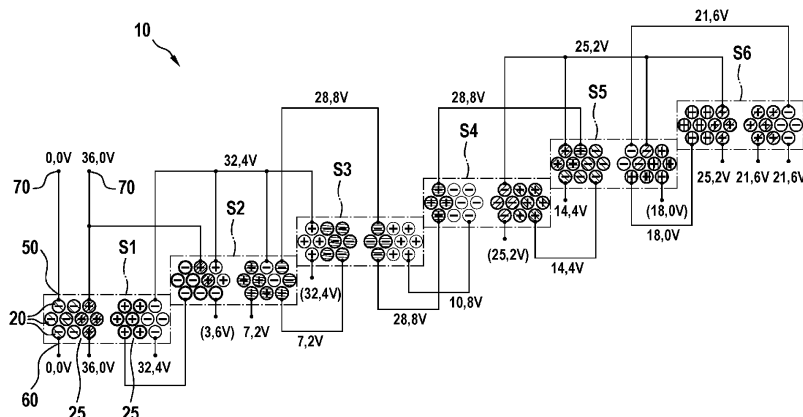 21,6V
10
25,2V
S6
28,8V
28,8V
S5
S4
0,0V 36,0V
32,4V
S3
70 70
25,2V 21,6V 21,6V
14,4V
(18,0V)
S2
18,0V
50
S1
(25,2V)
14,4V
(32,4V)
10,8V
20
28,8V
(3,6V) 7,2V
7,2V
0,0V 36,0V 32,4V
60
25 25